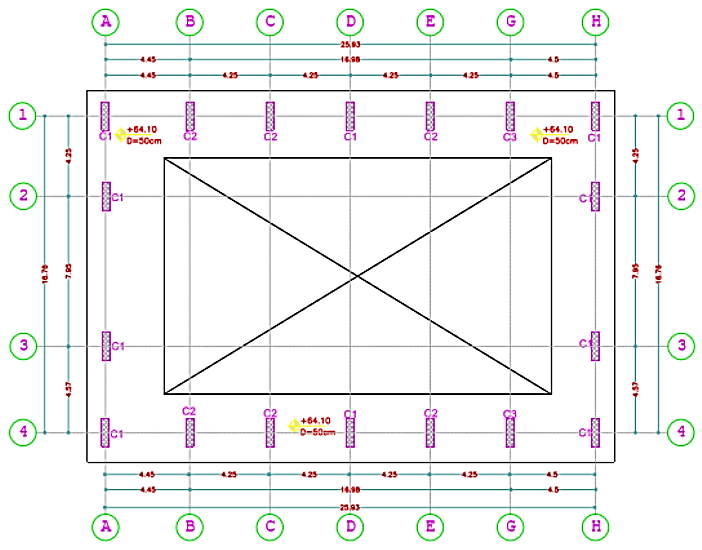 A B C D E G H
25.93
4.45 16.98 4.5
4.45 4.25 4.25 4.25 4.25 4.5
1 1
C1 +64.10 C2 C2 C1 C2 C3 +64.10 C1
D=50cm D=50cm
4.25 4.25
2 C1 C1 2
16.76 7.95 7.95 16.76
3 C1 C1 3
4.57 4.57
C2 C2 C1 C2 C3
+64.10
4 C1 D=50cm C1 4
4.45 4.25 4.25 4.25 4.25 4.5
4.45 16.98 4.5
25.93
A B C D E G H